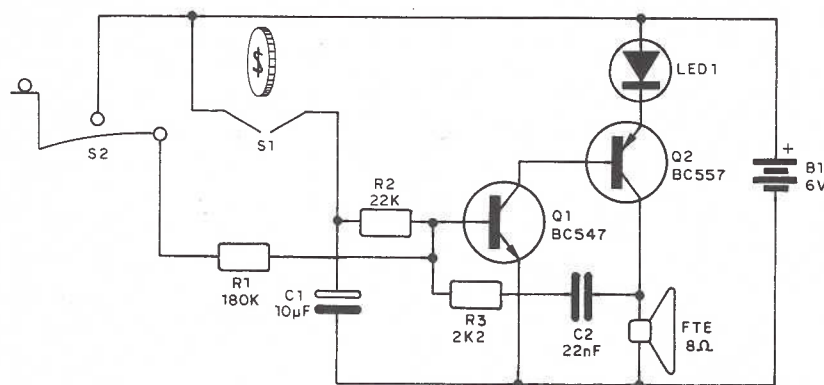 $
LED1
S2
S1
R2
22K
Q1
BC547
Q2
BC557
+
B1
6V
R1
180K
C1
10µF
R3
2K2
C2
22nF
FTE
8Ω